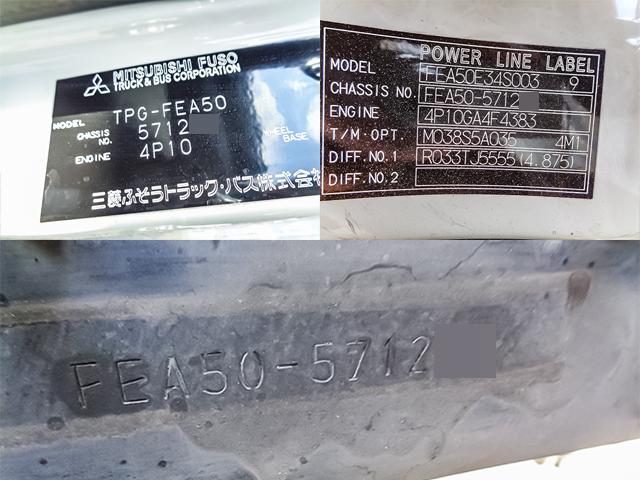 MITSUBISHI FUSO
TRUCK & BUS CORPORATION
MODEL TPG-FEA50
CHASSIS NO. 5712
WHEEL BASE
ENGINE 4P10
三菱ふそうトラック・バス株式会
POWER LINE LABEL
MODEL FEA50E34S003 9
CHASSIS NO. FEA50-5712
ENGINE 4P10GA4F4383
T/M.OPT. M038S5A035 4M1
DIFF.NO.1 R033TJ5555(4.875)
DIFF.NO.2
FEA50-5712